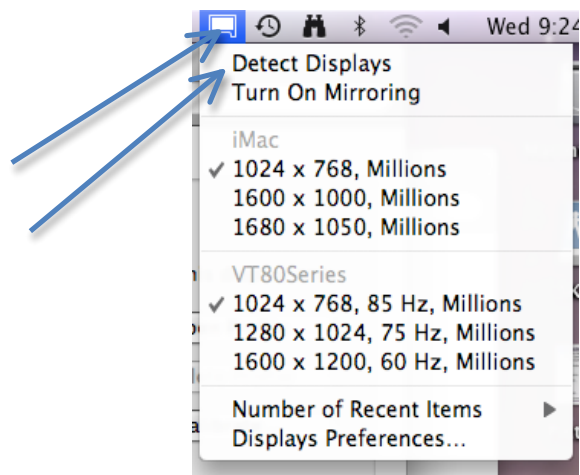 Wed 9:24
Detect Displays
Turn On Mirroring
iMac
1024 x 768, Millions
1600 x 1000, Millions
1680 x 1050, Millions
VT80Series
1024 x 768, 85 Hz, Millions
1280 x 1024, 75 Hz, Millions
1600 x 1200, 60 Hz, Millions
Number of Recent Items
Displays Preferences...